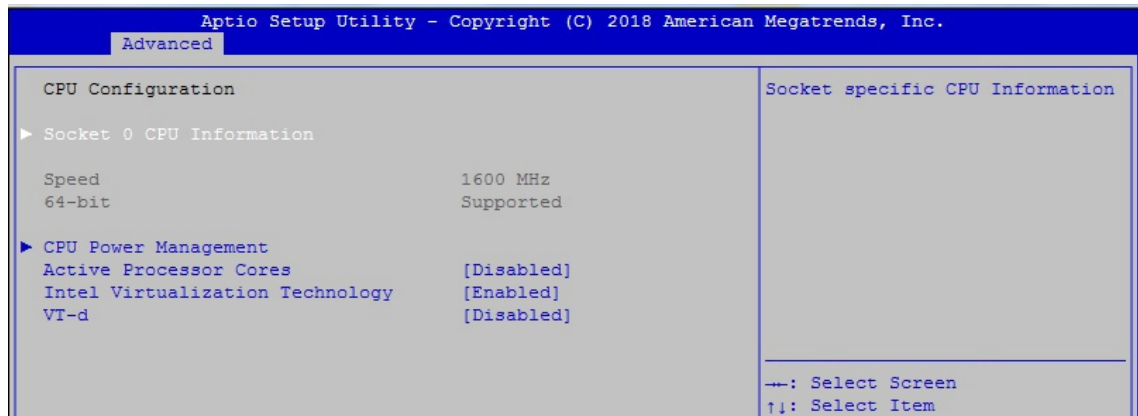 Aptio Setup Utility - Copyright (C) 2018 American Megatrends, Inc.
Advanced
CPU Configuration
► Socket 0 CPU Information
Speed 1600 MHz
64-bit Supported
► CPU Power Management
Active Processor Cores [Disabled]
Intel Virtualization Technology [Enabled]
VT-d [Disabled]
Socket specific CPU Information
→←: Select Screen
↑↓: Select Item